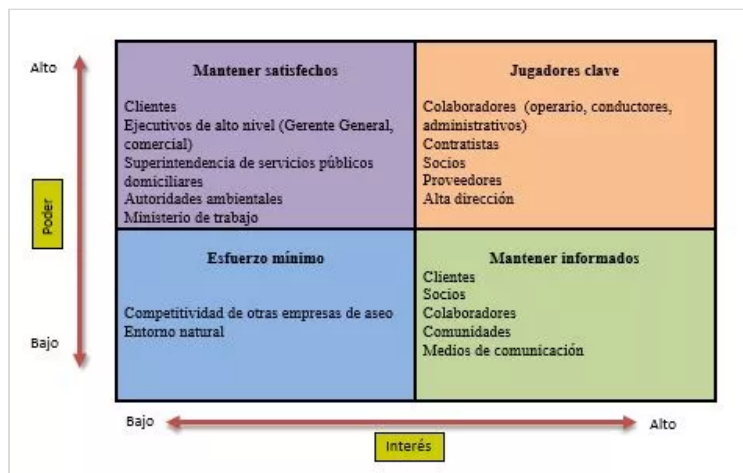 Alto
Poder
Bajo
Mantener satisfechos
Clientes
Ejecutivos de alto nivel (Gerente General,
comercial)
Superintendencia de servicios públicos
domiciliares
Autoridades ambientales
Ministerio de trabajo
Jugadores clave
Colaboradores (operario, conductores,
administrativos)
Contratistas
Socios
Proveedores
Alta dirección
Esfuerzo mínimo
Competitividad de otras empresas de aseo
Entorno natural
Mantener informados
Clientes
Socios
Colaboradores
Comunidades
Medios de comunicación
Bajo
Alto
Interés